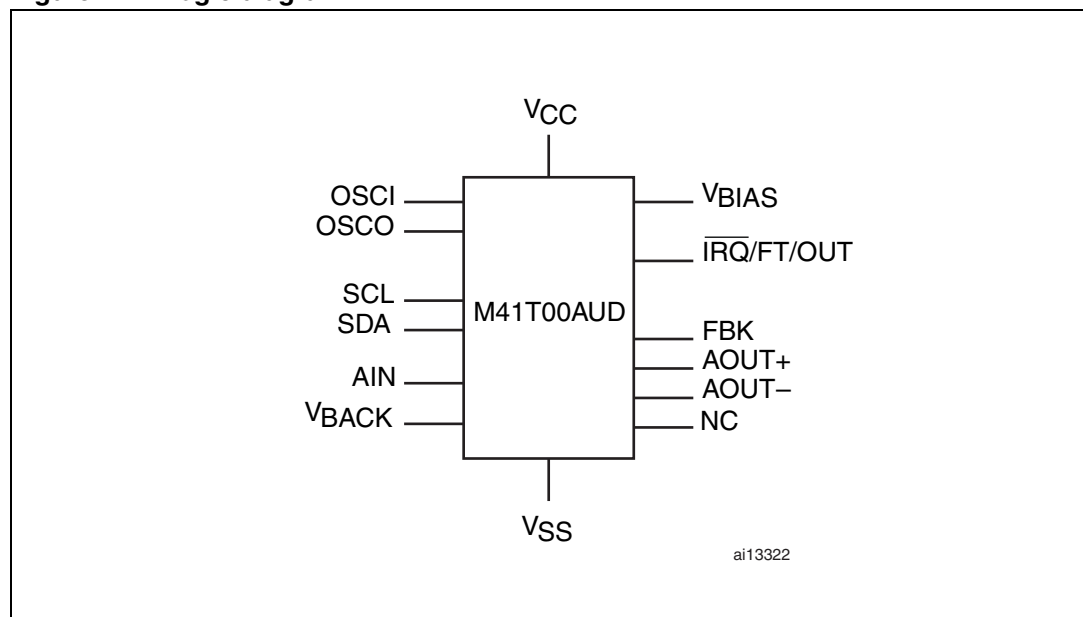 VCC
OSCI
OSCO
SCL
SDA
AIN
VBACK
M41T00AUD
VBIAS
IRQ/FT/OUT
FBK
AOUT+
AOUT–
NC
VSS
ai13322